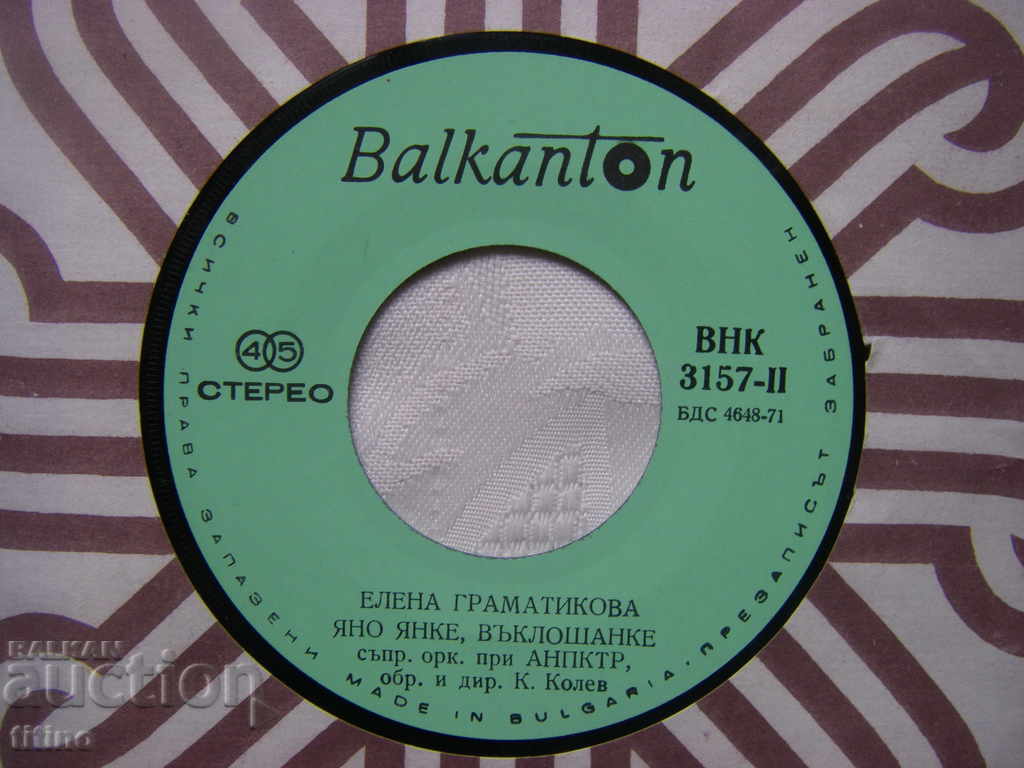 Balkanton
ВСИЧКИ ПРАВА ЗАПАЗЕНИ
MADE IN BULGARIA · ПРЕЗАПИСЪТ ЗАБРАНЕН
45
СТЕРЕО
ВНК
3157-II
БДС 4648-71
ЕЛЕНА ГРАМАТИКОВА
ЯНО ЯНКЕ, ВЪКЛОШАНКЕ
съпр. орк. при АНПКТР,
обр. и дир. К. Колев
BALKAN
auction
titino